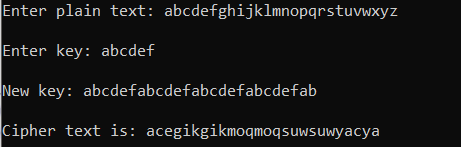 Enter plain text: abcdefghijklmnopqrstuvwxyz
Enter key: abcdef
New key: abcdefabcdefabcdefabcdefab
Cipher text is: acegikgikmoqmoqsuwsuwyacya